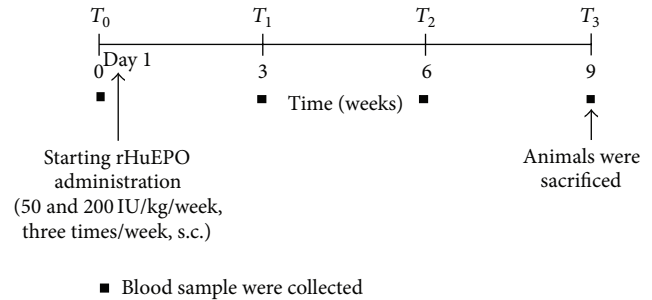 T₀ T₁ T₂ T₃
Day 1
0 3 6 9
Time (weeks)
Starting rHuEPO
administration
(50 and 200 IU/kg/week,
three times/week, s.c.)
Animals were
sacrificed
■ Blood sample were collected